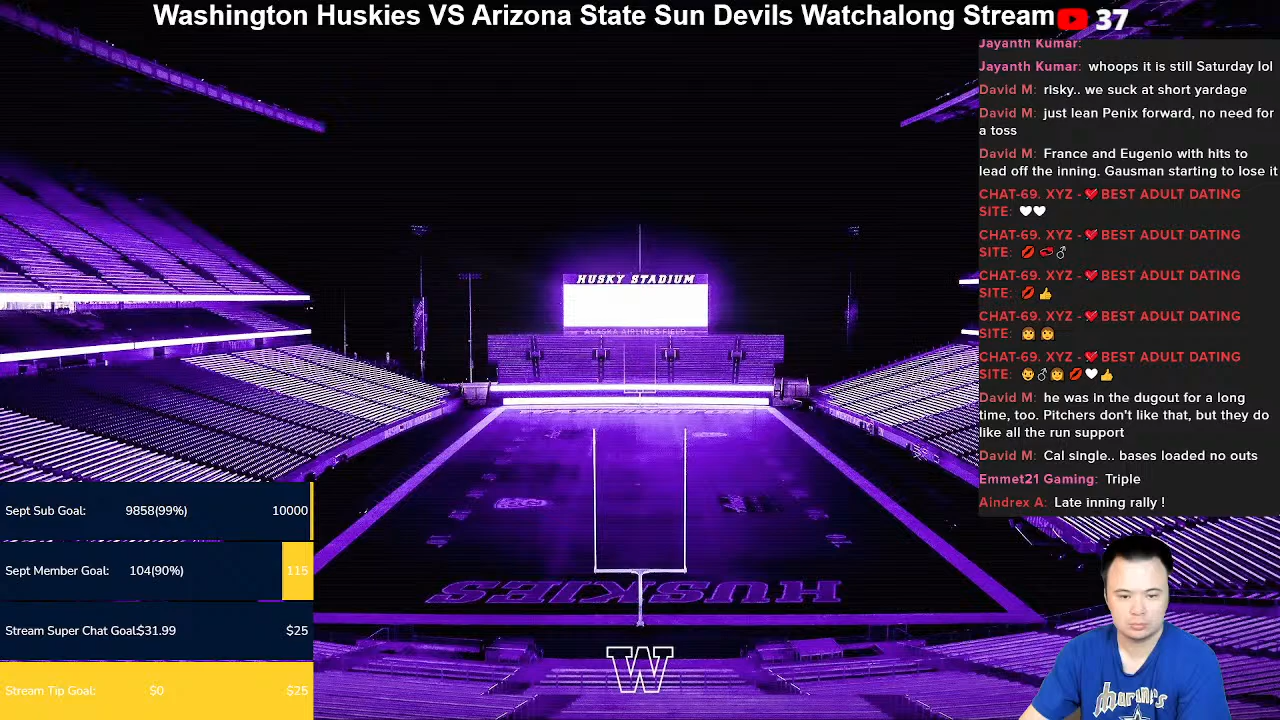 Washington Huskies VS Arizona State Sun Devils Watchalong Stream 37
Jayanth Kumar:
Jayanth Kumar: whoops it is still Saturday lol
David M: risky.. we suck at short yardage
David M: just lean Penix forward, no need for
a toss
David M: France and Eugenio with hits to
lead off the inning. Gausman starting to lose it
CHAT-69. XYZ - 💘 BEST ADULT DATING
SITE: 🤍🤍
CHAT-69. XYZ - 💘 BEST ADULT DATING
SITE: 💋 👄 ♂
CHAT-69. XYZ - 💘 BEST ADULT DATING
SITE: 💋 👍
CHAT-69. XYZ - 💘 BEST ADULT DATING
SITE: 👩 👩
CHAT-69. XYZ - 💘 BEST ADULT DATING
SITE: 👨 ♂ 👩 💋 🤍 👍
David M: he was in the dugout for a long
time, too. Pitchers don't like that, but they do
like all the run support
David M: Cal single.. bases loaded no outs
Emmet21 Gaming: Triple
Aindrex A: Late inning rally !
HUSKY STADIUM
ALASKA AIRLINES FIELD
Sept Sub Goal: 9858(99%) 10000
Sept Member Goal: 104(90%) 115
Stream Super Chat Goal: $31.99 $25
Stream Tip Goal: $0 $25
HUSKIES
W
Mariners